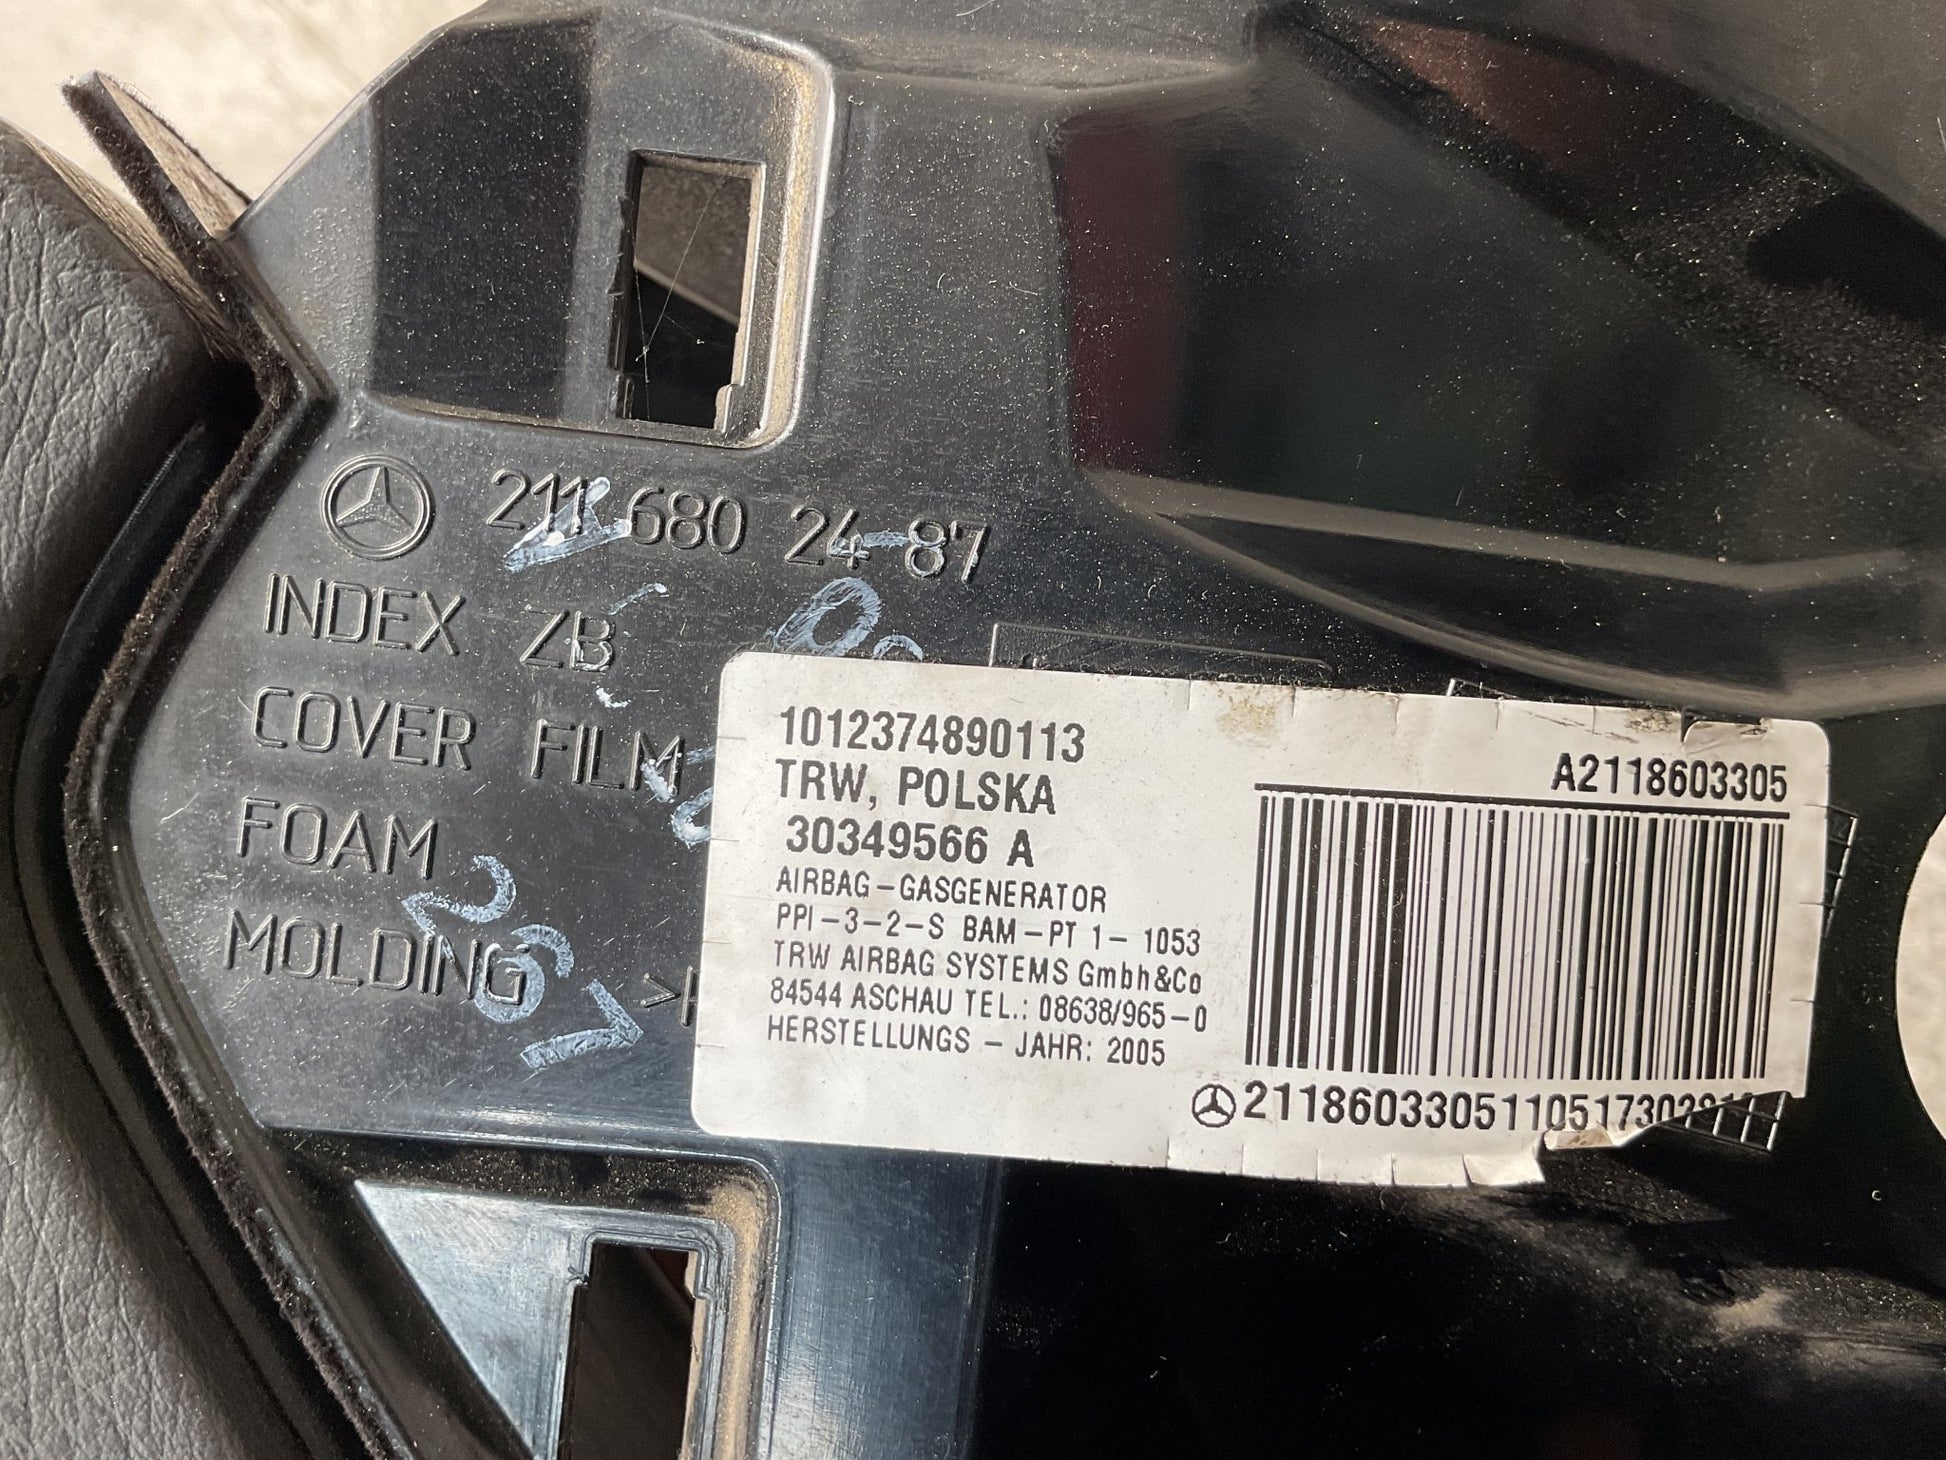 211 680 24 87
INDEX ZB
COVER FILM
FOAM
MOLDING
267
1012374890113
TRW, POLSKA
30349566 A
AIRBAG-GASGENERATOR
PPI-3-2-S BAM-PT 1- 1053
TRW AIRBAG SYSTEMS Gmbh&Co
84544 ASCHAU TEL.: 08638/965-0
HERSTELLUNGS - JAHR: 2005
A2118603305